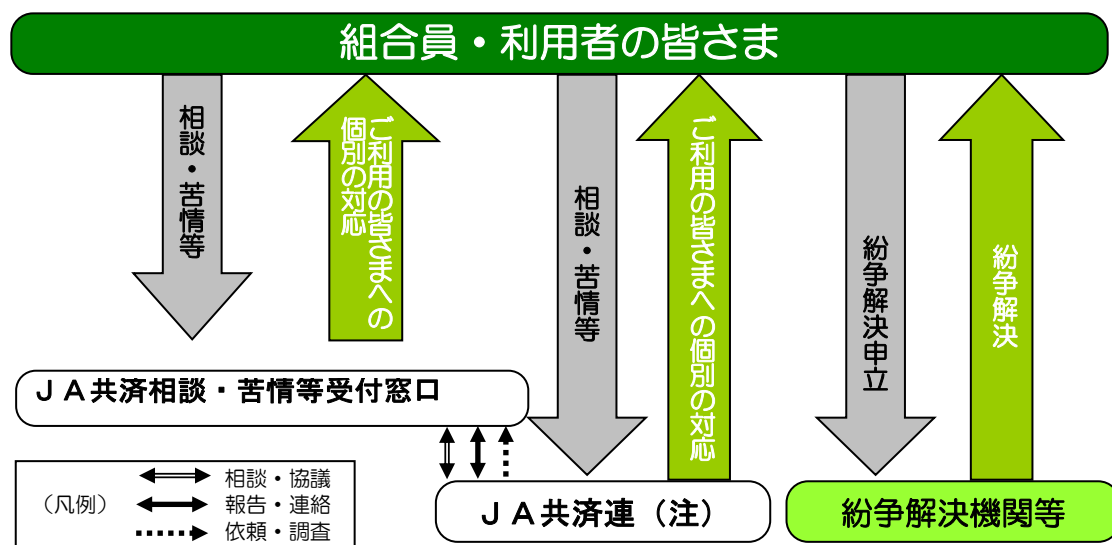 組合員・利用者の皆さま
相談・苦情等
ご利用の皆さまへの
個別の対応
相談・苦情等
ご利用の皆さまへの個別の対応
紛争解決申立
紛争解決
ＪＡ共済相談・苦情等受付窓口
（凡例）
相談・協議
報告・連絡
依頼・調査
ＪＡ共済連（注）
紛争解決機関等